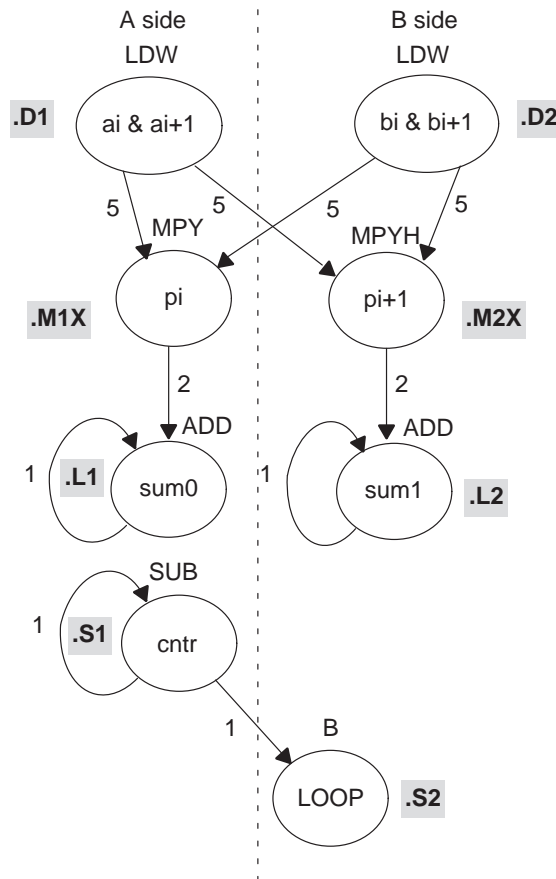 A side
B side
LDW
LDW
.D1
ai & ai+1
bi & bi+1
.D2
5
5
5
5
MPY
MPYH
.M1X
pi
pi+1
.M2X
2
2
ADD
ADD
1
.L1
sum0
1
sum1
.L2
SUB
1
.S1
cntr
1
B
LOOP
.S2